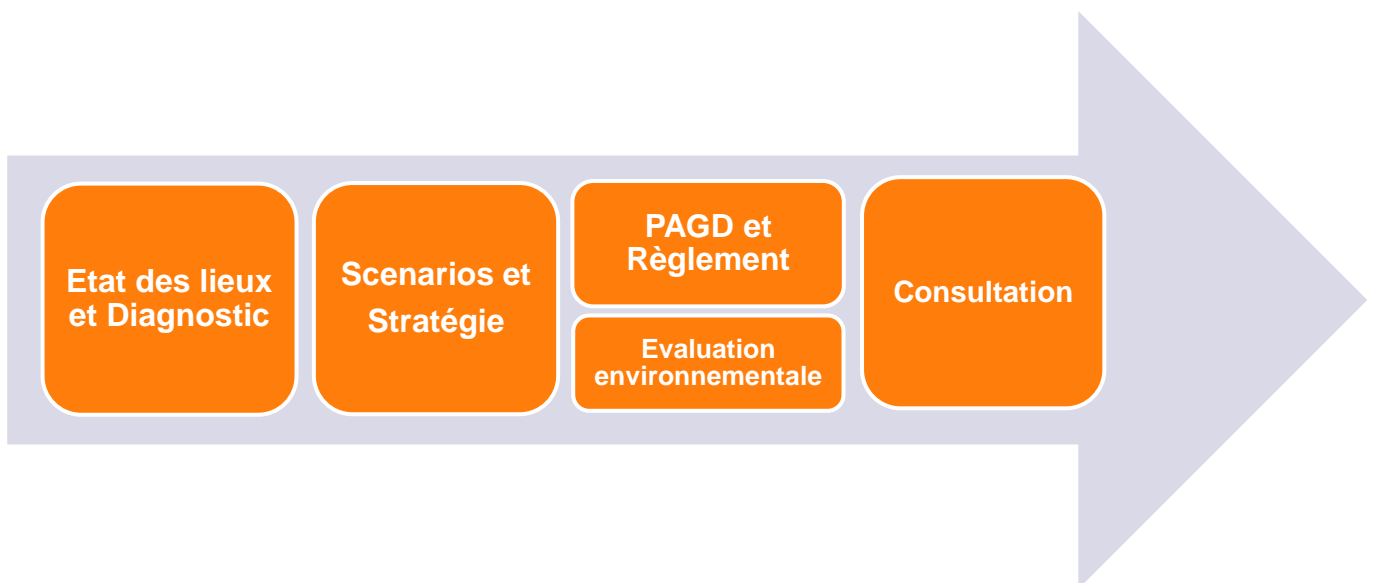 Etat des lieux
et Diagnostic
Scenarios et
Stratégie
PAGD et
Règlement
Evaluation
environnementale
Consultation